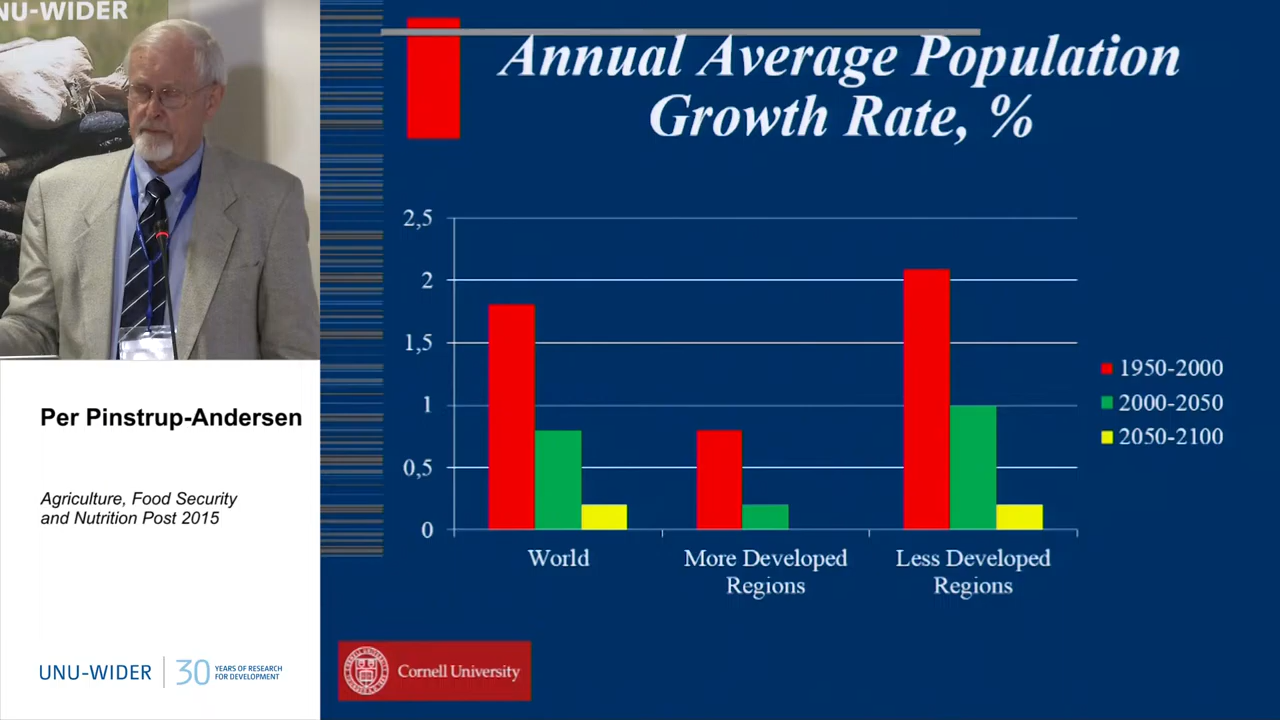 NU-WIDER
Annual Average Population
Growth Rate, %
2,5
2
1,5
1
0,5
0
World
More Developed
Regions
Less Developed
Regions
1950-2000
2000-2050
2050-2100
Per Pinstrup-Andersen
Agriculture, Food Security
and Nutrition Post 2015
UNU-WIDER
30 YEARS OF RESEARCH
FOR DEVELOPMENT
Cornell University